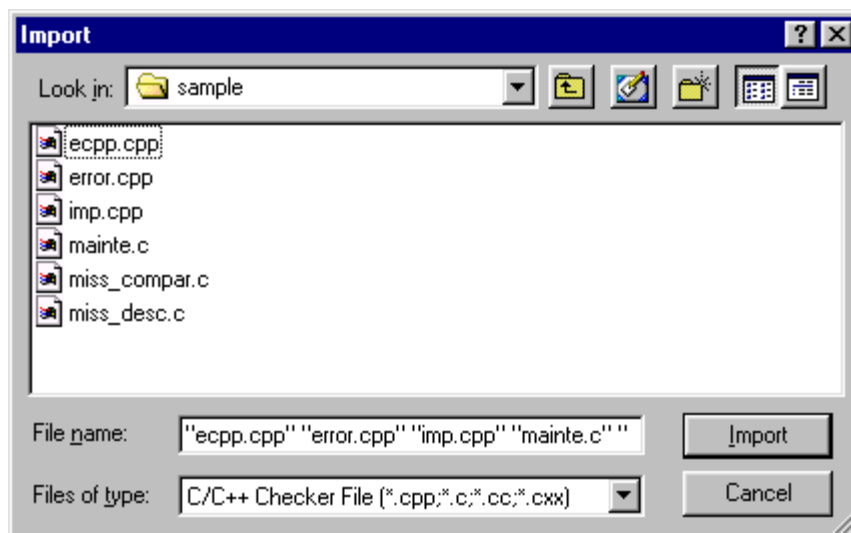 Import
Look in: sample
ecpp.cpp
error.cpp
imp.cpp
mainte.c
miss_compar.c
miss_desc.c
File name: "ecpp.cpp" "error.cpp" "imp.cpp" "mainte.c" " Import
Files of type: C/C++ Checker File (*.cpp;*.c;*.cc;*.cxx) Cancel